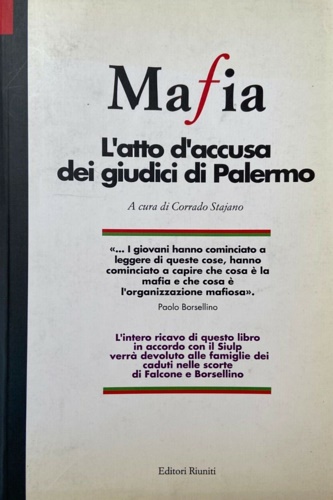 Mafia
L'atto d'accusa
dei giudici di Palermo
A cura di Corrado Stajano
«... I giovani hanno cominciato a
leggere di queste cose, hanno
cominciato a capire che cosa è la
mafia e che cosa è
l'organizzazione mafiosa».
Paolo Borsellino
L'intero ricavo di questo libro
in accordo con il Siulp
verrà devoluto alle famiglie dei
caduti nelle scorte
di Falcone e Borsellino
Editori Riuniti